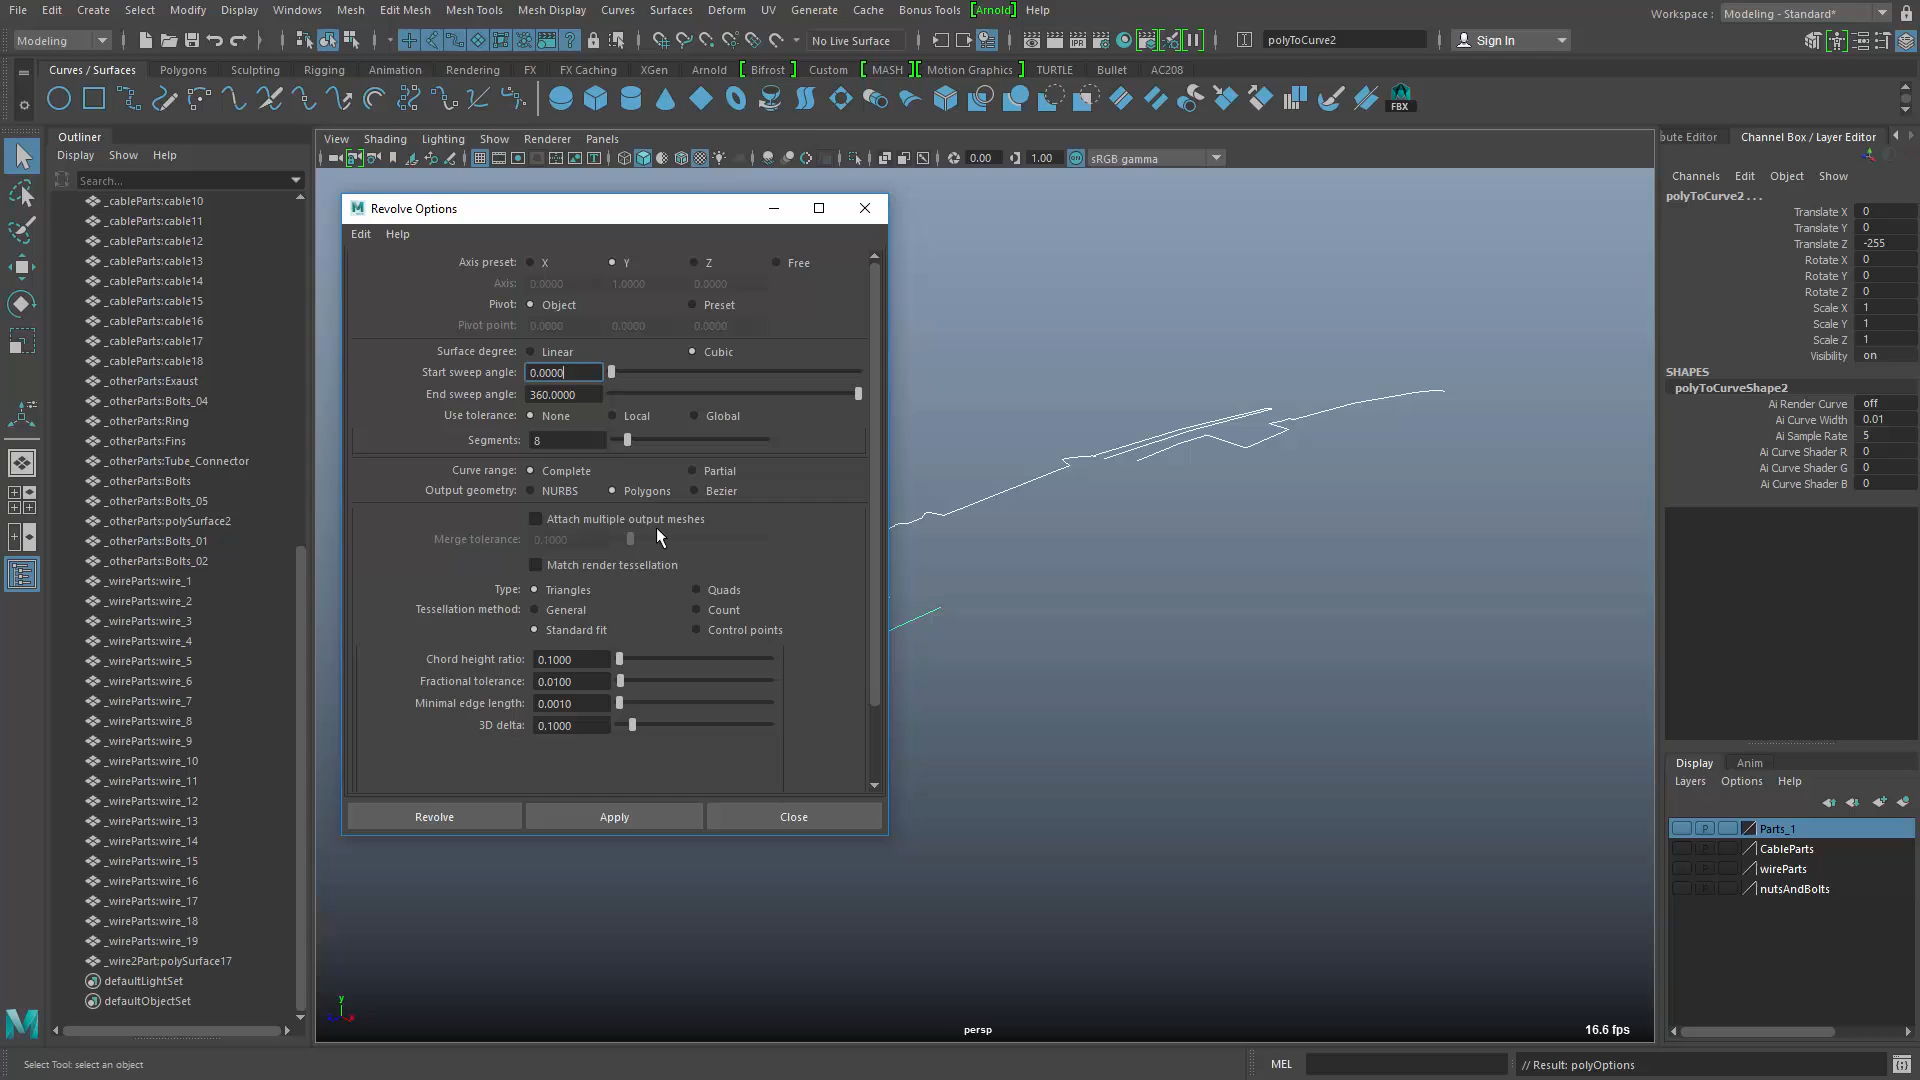 File Edit Create Select Modify Display Windows Mesh Edit Mesh Mesh Tools Mesh Display Curves Surfaces Deform UV Generate Cache Bonus Tools [Arnold] Help
Workspace : Modeling - Standard*
Modeling
No Live Surface
polyToCurve2
Sign In
Curves / Surfaces Polygons Sculpting Rigging Animation Rendering FX FX Caching XGen Arnold [ Bifrost ] Custom [ MASH ] [ Motion Graphics ] TURTLE Bullet AC208
FBX
Outliner
Display Show Help
Search...
_cableParts:cable10
_cableParts:cable11
_cableParts:cable12
_cableParts:cable13
_cableParts:cable14
_cableParts:cable15
_cableParts:cable16
_cableParts:cable17
_cableParts:cable18
_otherParts:Exaust
_otherParts:Bolts_04
_otherParts:Ring
_otherParts:Fins
_otherParts:Tube_Connector
_otherParts:Bolts
_otherParts:Bolts_05
_otherParts:polySurface2
_otherParts:Bolts_01
_otherParts:Bolts_02
_wireParts:wire_1
_wireParts:wire_2
_wireParts:wire_3
_wireParts:wire_4
_wireParts:wire_5
_wireParts:wire_6
_wireParts:wire_7
_wireParts:wire_8
_wireParts:wire_9
_wireParts:wire_10
_wireParts:wire_11
_wireParts:wire_12
_wireParts:wire_13
_wireParts:wire_14
_wireParts:wire_15
_wireParts:wire_16
_wireParts:wire_17
_wireParts:wire_18
_wireParts:wire_19
_wire2Part:polySurface17
defaultLightSet
defaultObjectSet
View Shading Lighting Show Renderer Panels
0.00 1.00 sRGB gamma
Revolve Options
Edit Help
Axis preset: X Y Z Free
Axis: 0.0000 1.0000 0.0000
Pivot: Object Preset
Pivot point: 0.0000 0.0000 0.0000
Surface degree: Linear Cubic
Start sweep angle: 0.0000
End sweep angle: 360.0000
Use tolerance: None Local Global
Segments: 8
Curve range: Complete Partial
Output geometry: NURBS Polygons Bezier
Attach multiple output meshes
Merge tolerance: 0.1000
Match render tessellation
Type: Triangles Quads
Tessellation method: General Count
Standard fit Control points
Chord height ratio: 0.1000
Fractional tolerance: 0.0100
Minimal edge length: 0.0010
3D delta: 0.1000
Revolve Apply Close
y
persp
16.6 fps
bute Editor Channel Box / Layer Editor
Channels Edit Object Show
polyToCurve2 . . .
Translate X 0
Translate Y 0
Translate Z -255
Rotate X 0
Rotate Y 0
Rotate Z 0
Scale X 1
Scale Y 1
Scale Z 1
Visibility on
SHAPES
polyToCurveShape2
Ai Render Curve off
Ai Curve Width 0.01
Ai Sample Rate 5
Ai Curve Shader R 0
Ai Curve Shader G 0
Ai Curve Shader B 0
Display Anim
Layers Options Help
P Parts_1
P CableParts
P wireParts
P nutsAndBolts
Select Tool: select an object
MEL
// Result: polyOptions